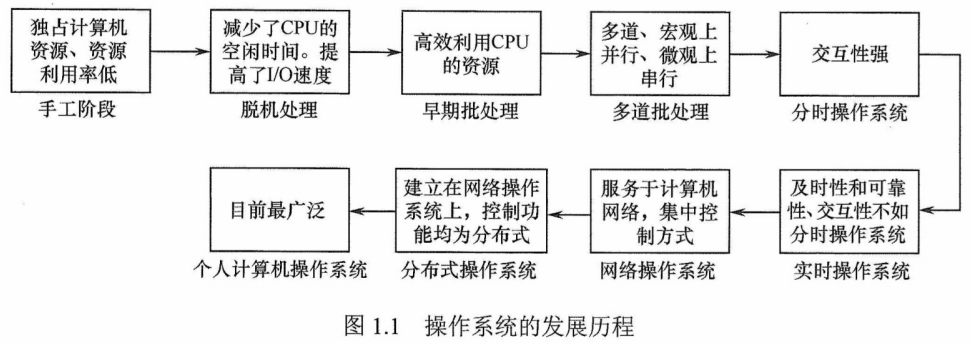 独占计算机
资源、资源
利用率低
手工阶段
减少了CPU的
空闲时间。提
高了I/O速度
脱机处理
高效利用CPU
的资源
早期批处理
多道、宏观上
并行、微观上
串行
多道批处理
交互性强
分时操作系统
及时性和可靠
性、交互性不如
分时操作系统
实时操作系统
服务于计算机
网络，集中控
制方式
网络操作系统
建立在网络操作
系统上，控制功
能均为分布式
分布式操作系统
目前最广泛
个人计算机操作系统
图 1.1 操作系统的发展历程